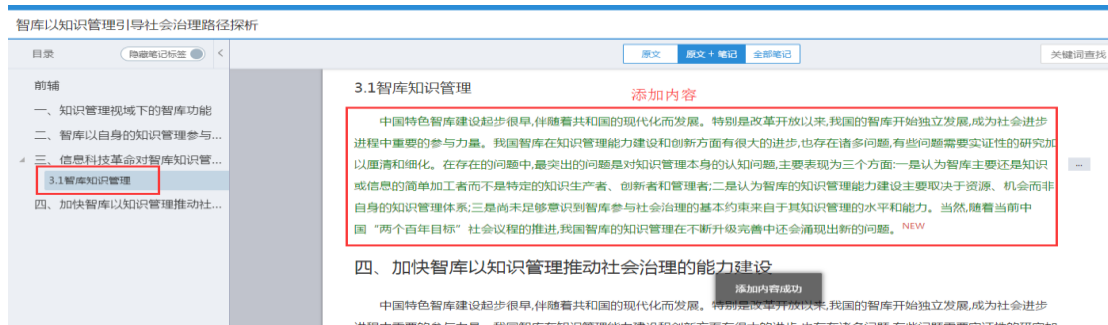 智库以知识管理引导社会治理路径探析
目录
隐藏笔记标签
<
原文
原文 + 笔记
全部笔记
关键词查找
前辅
一、知识管理视域下的智库功能
二、智库以自身的知识管理参与...
三、信息科技革命对智库知识管...
3.1智库知识管理
四、加快智库以知识管理推动社...
3.1智库知识管理
添加内容
中国特色智库建设起步很早,伴随着共和国的现代化而发展。特别是改革开放以来,我国的智库开始独立发展,成为社会进步
进程中重要的参与力量。我国智库在知识管理能力建设和创新方面有很大的进步,也存在诸多问题,有些问题需要实证性的研究加
以厘清和细化。在存在的问题中,最突出的问题是对知识管理本身的认知问题,主要表现为三个方面:一是认为智库主要还是知识
或信息的简单加工者而不是特定的知识生产者、创新者和管理者;二是认为智库的知识管理能力建设主要取决于资源、机会而非
自身的知识管理体系;三是尚未足够意识到智库参与社会治理的基本约束来自于其知识管理的水平和能力。当然,随着当前中
国“两个百年目标”社会议程的推进,我国智库的知识管理在不断升级完善中还会涌现出新的问题。NEW
...
四、加快智库以知识管理推动社会治理的能力建设
添加内容成功
中国特色智库建设起步很早,伴随着共和国的现代化而发展。特别是改革开放以来,我国的智库开始独立发展,成为社会进步